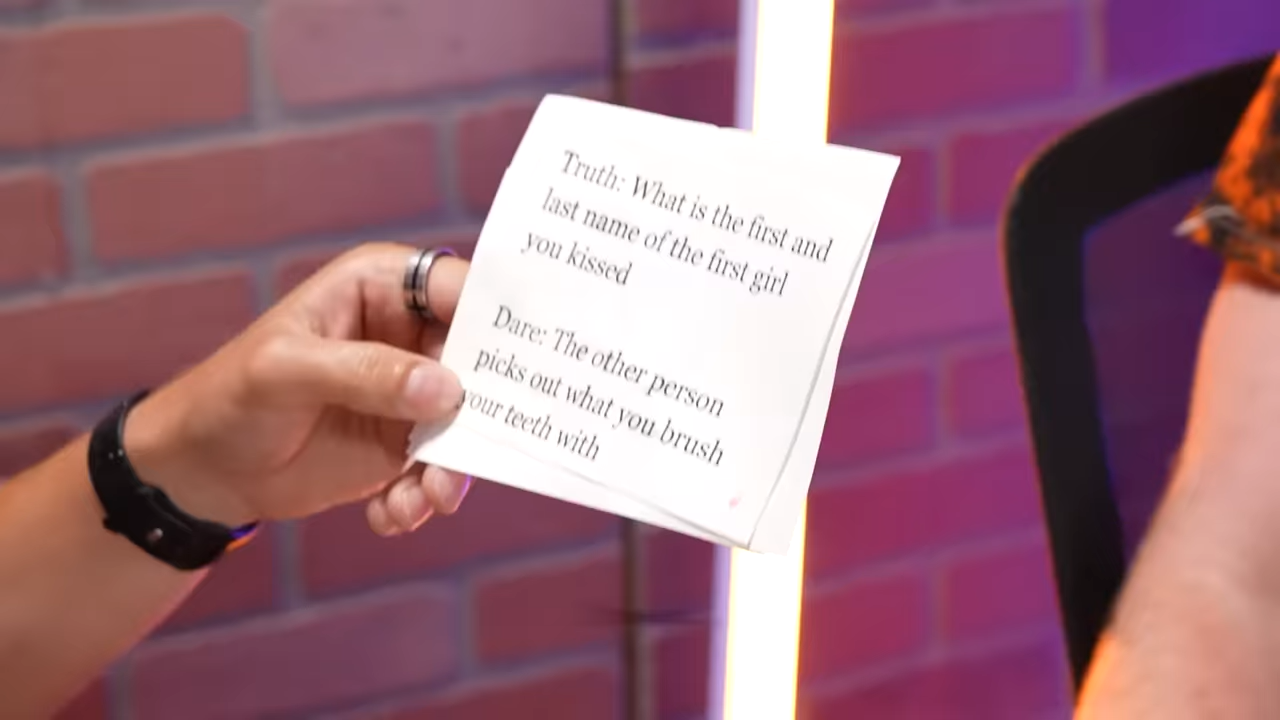 Truth: What is the first and
last name of the first girl
you kissed
Dare: The other person
picks out what you brush
your teeth with